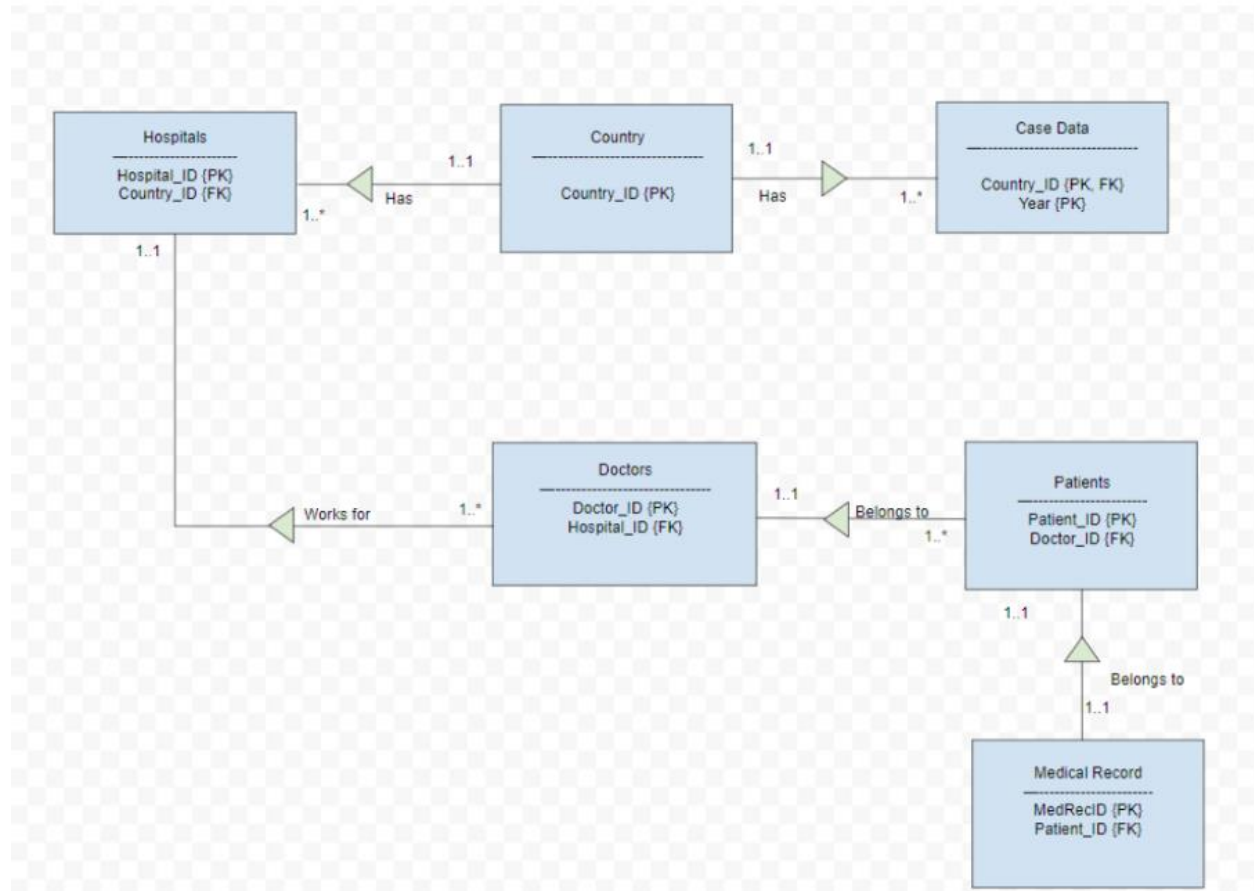 Hospitals
Hospital_ID {PK}
Country_ID {FK}
1..*
Has
1..1
Country
Country_ID {PK}
1..1
Has
1..*
Case Data
Country_ID {PK, FK}
Year {PK}
1..1
Works for
1..*
Doctors
Doctor_ID {PK}
Hospital_ID {FK}
1..1
Belongs to
1..*
Patients
Patient_ID {PK}
Doctor_ID {FK}
1..1
Belongs to
1..1
Medical Record
MedRecID {PK}
Patient_ID {FK}